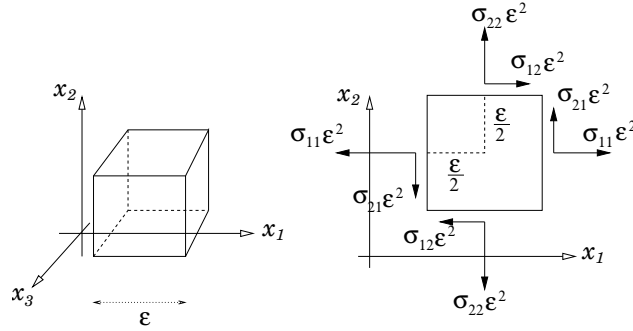 x₂
x₁
x₃
ε
σ₂₂ε²
σ₁₂ε²
x₂
σ₂₁ε²
ε/2
σ₁₁ε²
σ₁₁ε²
ε/2
σ₂₁ε²
σ₁₂ε²
x₁
σ₂₂ε²